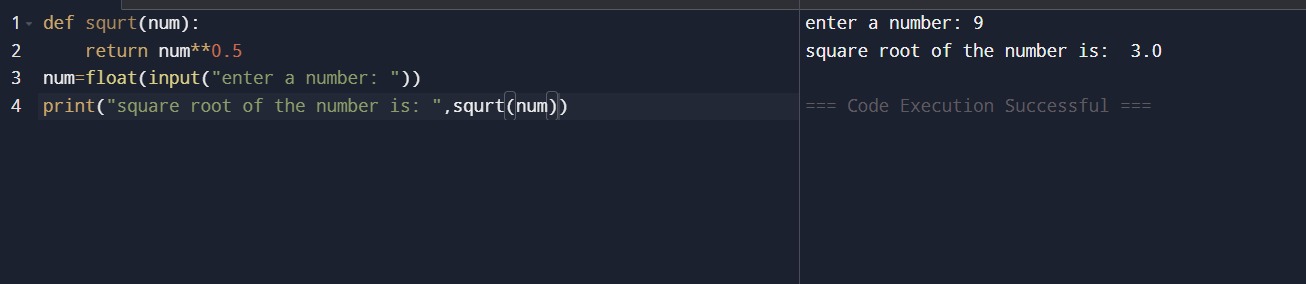 1 def squrt(num):
2     return num**0.5
3 num=float(input("enter a number: "))
4 print("square root of the number is: ",squrt(num))
enter a number: 9
square root of the number is:  3.0
=== Code Execution Successful ===